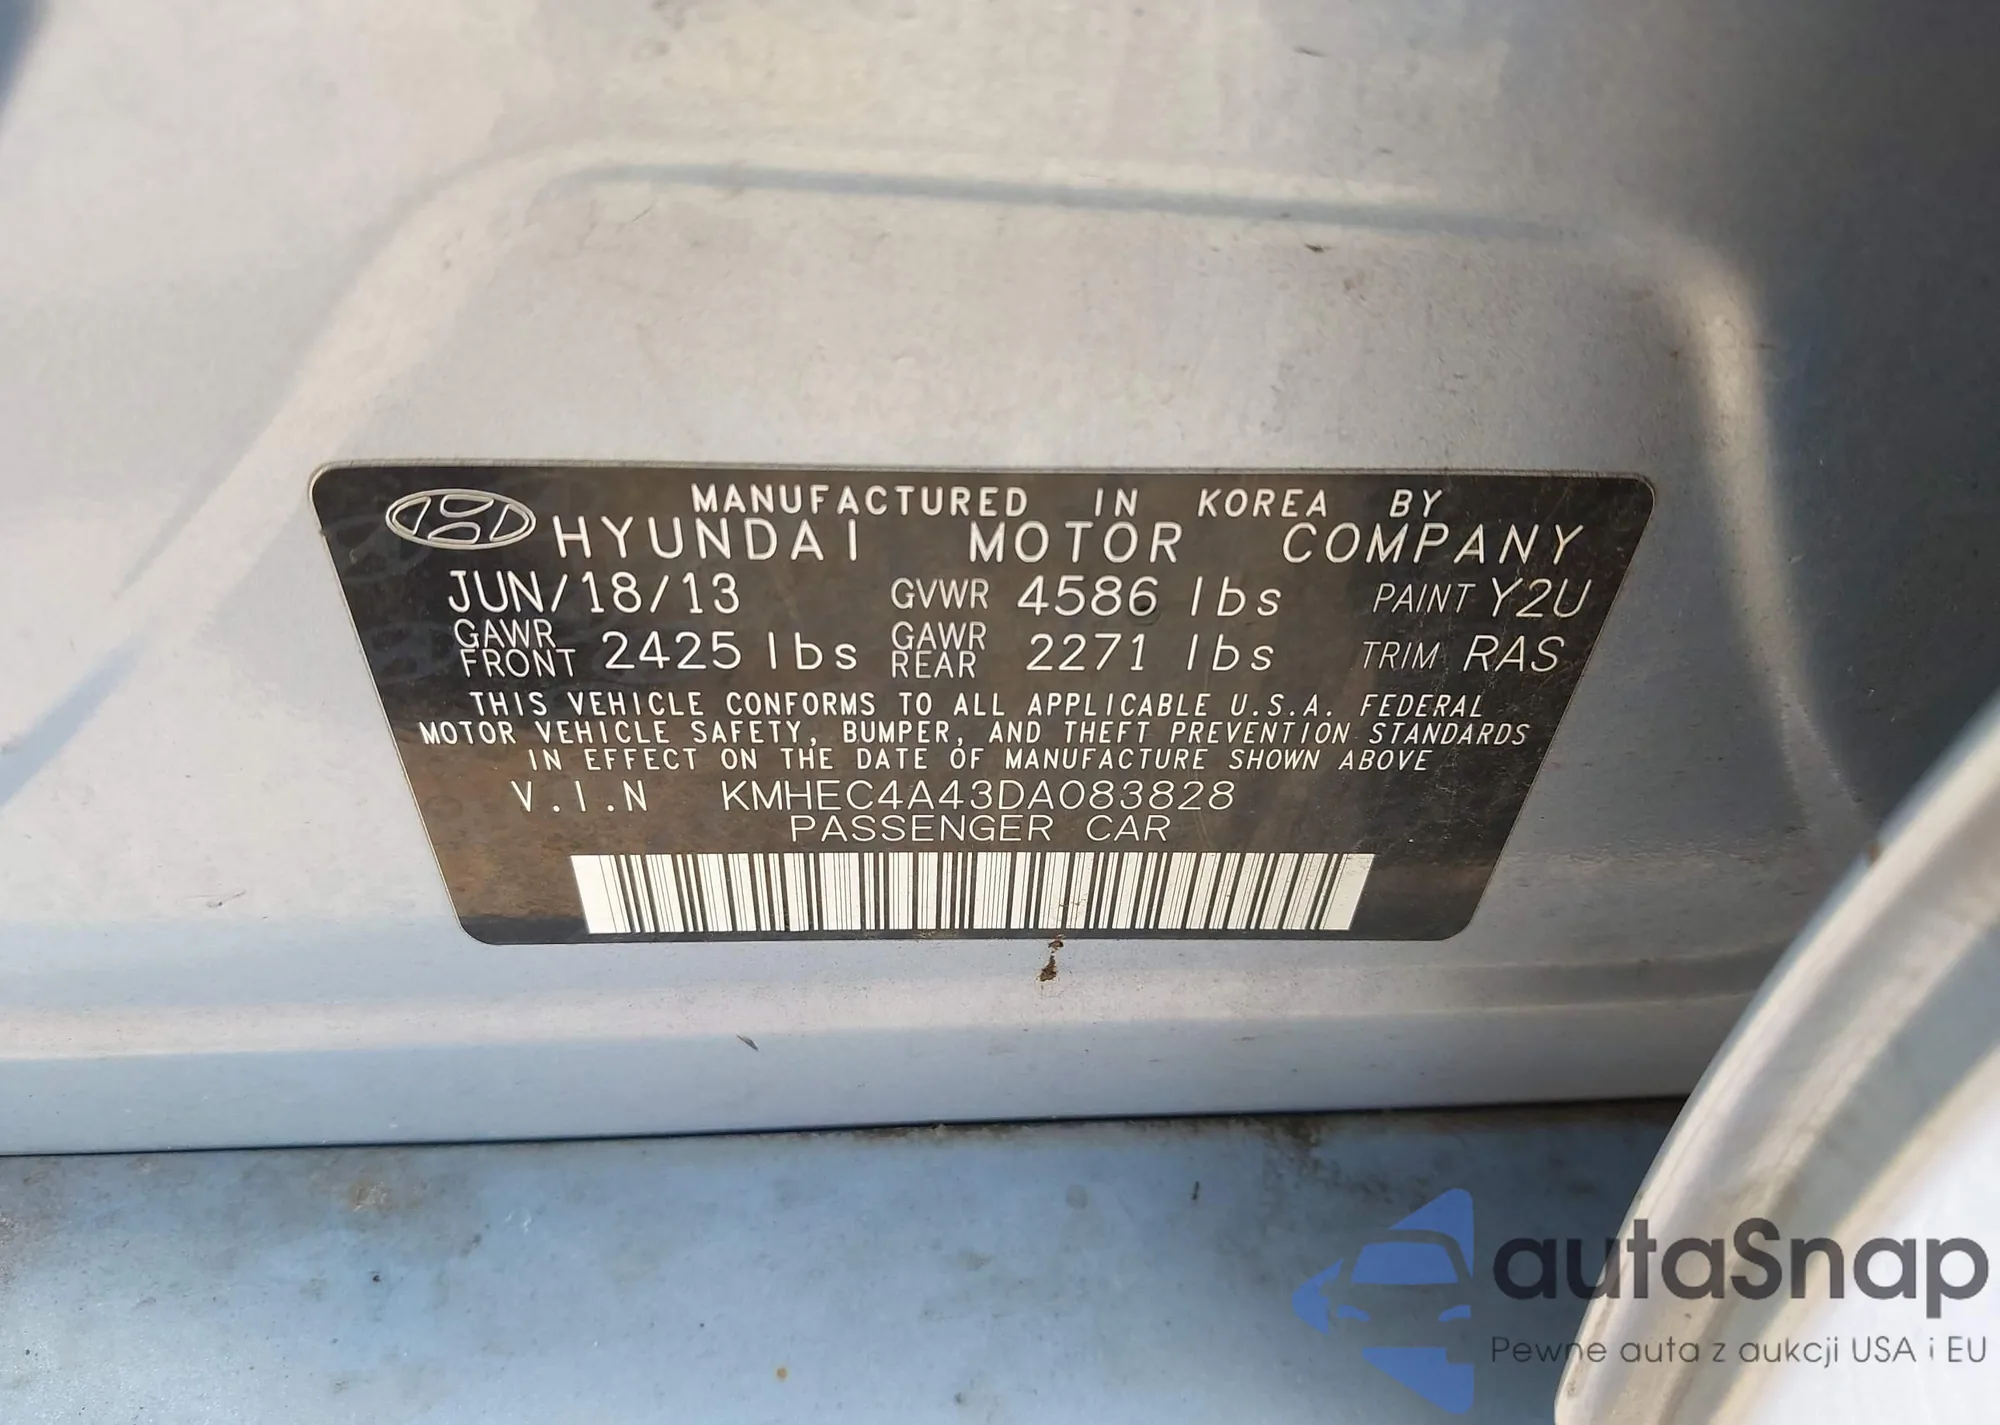 MANUFACTURED IN KOREA BY
HYUNDAI MOTOR COMPANY
JUN/18/13 GVWR 4586 lbs PAINT Y2U
GAWR FRONT 2425 lbs GAWR REAR 2271 lbs TRIM RAS
THIS VEHICLE CONFORMS TO ALL APPLICABLE U.S.A. FEDERAL
MOTOR VEHICLE SAFETY, BUMPER, AND THEFT PREVENTION STANDARDS
IN EFFECT ON THE DATE OF MANUFACTURE SHOWN ABOVE
V.I.N KMHEC4A43DA083828
PASSENGER CAR
autaSnap
Pewne auta z aukcji USA i EU